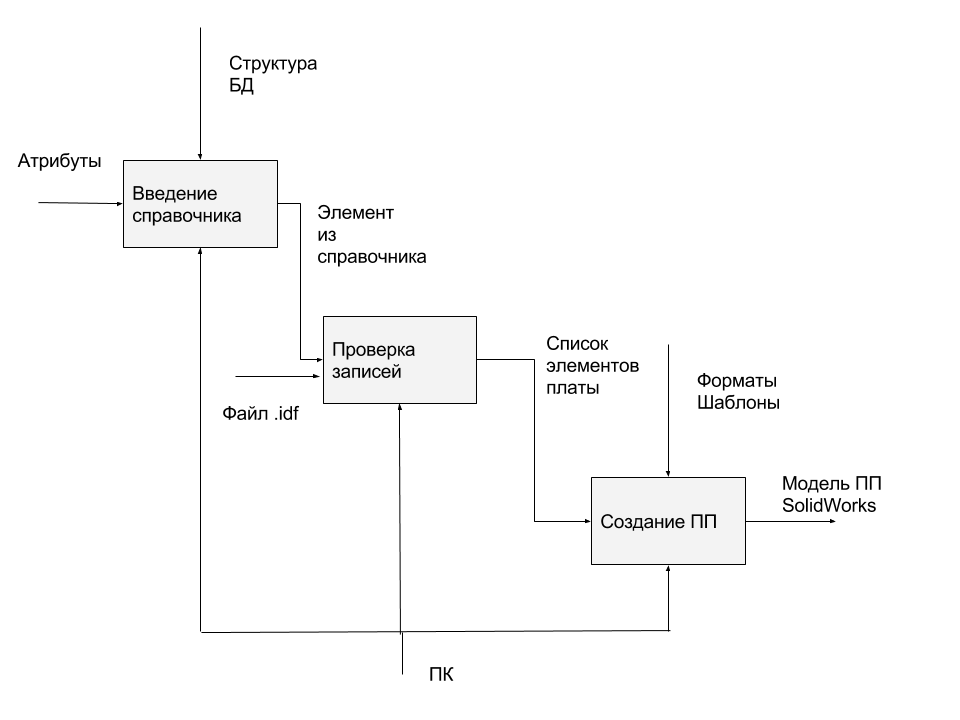 Структура
БД
Атрибуты
Введение
справочника
Элемент
из
справочника
Проверка
записей
Файл .idf
Список
элементов
платы
Форматы
Шаблоны
Создание ПП
Модель ПП
SolidWorks
ПК